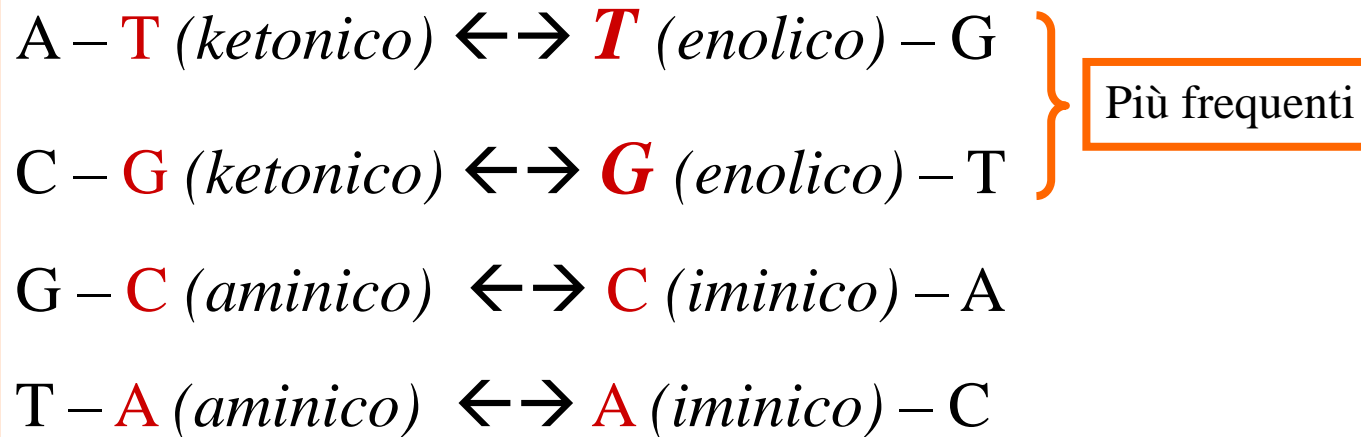 A – T (ketonico) ←→ T (enolico) – G
Più frequenti
C – G (ketonico) ←→ G (enolico) – T
G – C (aminico) ←→ C (iminico) – A
T – A (aminico) ←→ A (iminico) – C